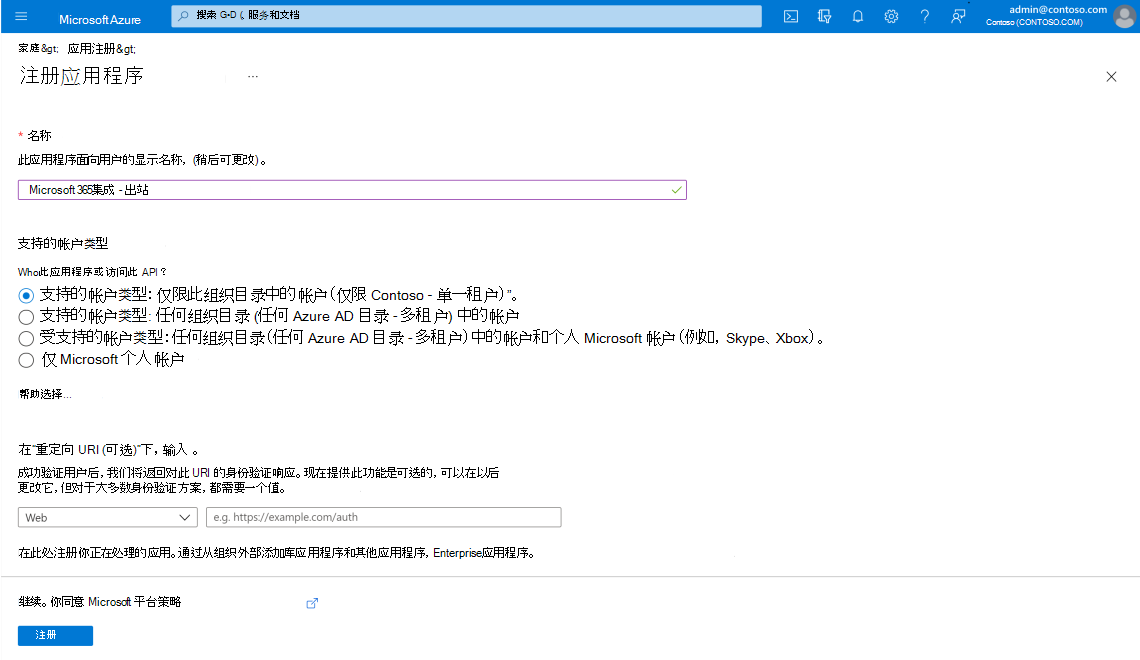 Microsoft Azure
搜索 G+D (, 服务和文档
admin@contoso.com
Contoso (CONTOSO.COM)
家庭&gt; 应用注册&gt;
注册应用程序 ...
* 名称
此应用程序面向用户的显示名称, (稍后可更改) 。
Microsoft 365集成 - 出站
支持的帐户类型
Who此应用程序或访问此 API？
支持的帐户类型: 仅限此组织目录中的帐户 (仅限 Contoso - 单一租户) ”。
支持的帐户类型: 任何组织目录 (任何 Azure AD 目录 - 多租户) 中的帐户
受支持的帐户类型: 任何组织目录 (任何 Azure AD 目录 - 多租户) 中的帐户和个人 Microsoft 帐户 (例如, Skype、Xbox) 。
仅 Microsoft 个人帐户
帮助选择...
在“重定向 URI (可选)”下, 输入 。
成功验证用户后, 我们将返回对此 URI 的身份验证响应。现在提供此功能是可选的, 可以在以后
更改它, 但对于大多数身份验证方案, 都需要一个值。
Web
e.g. https://example.com/auth
在此处注册你正在处理的应用。通过从组织外部添加库应用程序和其他应用程序, Enterprise应用程序。
继续。你同意 Microsoft 平台策略
注册